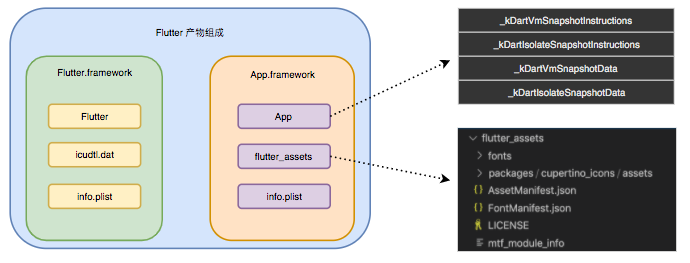 Flutter 产物组成
Flutter.framework
Flutter
icudtl.dat
info.plist
App.framework
App
flutter_assets
info.plist
_kDartVmSnapshotInstructions
_kDartIsolateSnapshotInstructions
_kDartVmSnapshotData
_kDartIsolateSnapshotData
flutter_assets
fonts
packages / cupertino_icons / assets
{ } AssetManifest.json
{ } FontManifest.json
LICENSE
mtf_module_info